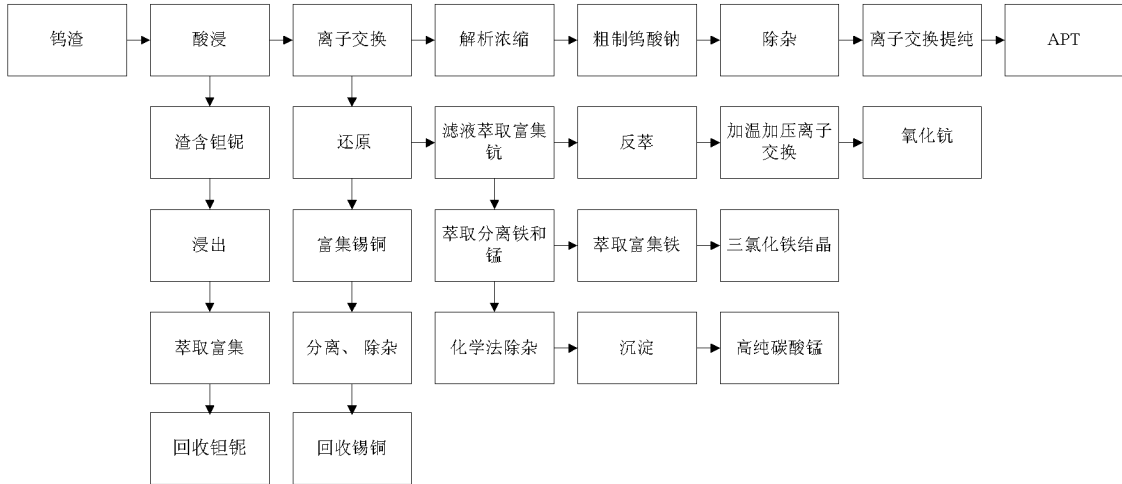 钨渣
酸浸
离子交换
解析浓缩
粗制钨酸钠
除杂
离子交换提纯
APT
渣含钽铌
还原
滤液萃取富集
钪
反萃
加温加压离子
交换
氧化钪
浸出
富集锡铜
萃取分离铁和
锰
萃取富集铁
三氯化铁结晶
萃取富集
分离、除杂
化学法除杂
沉淀
高纯碳酸锰
回收钽铌
回收锡铜